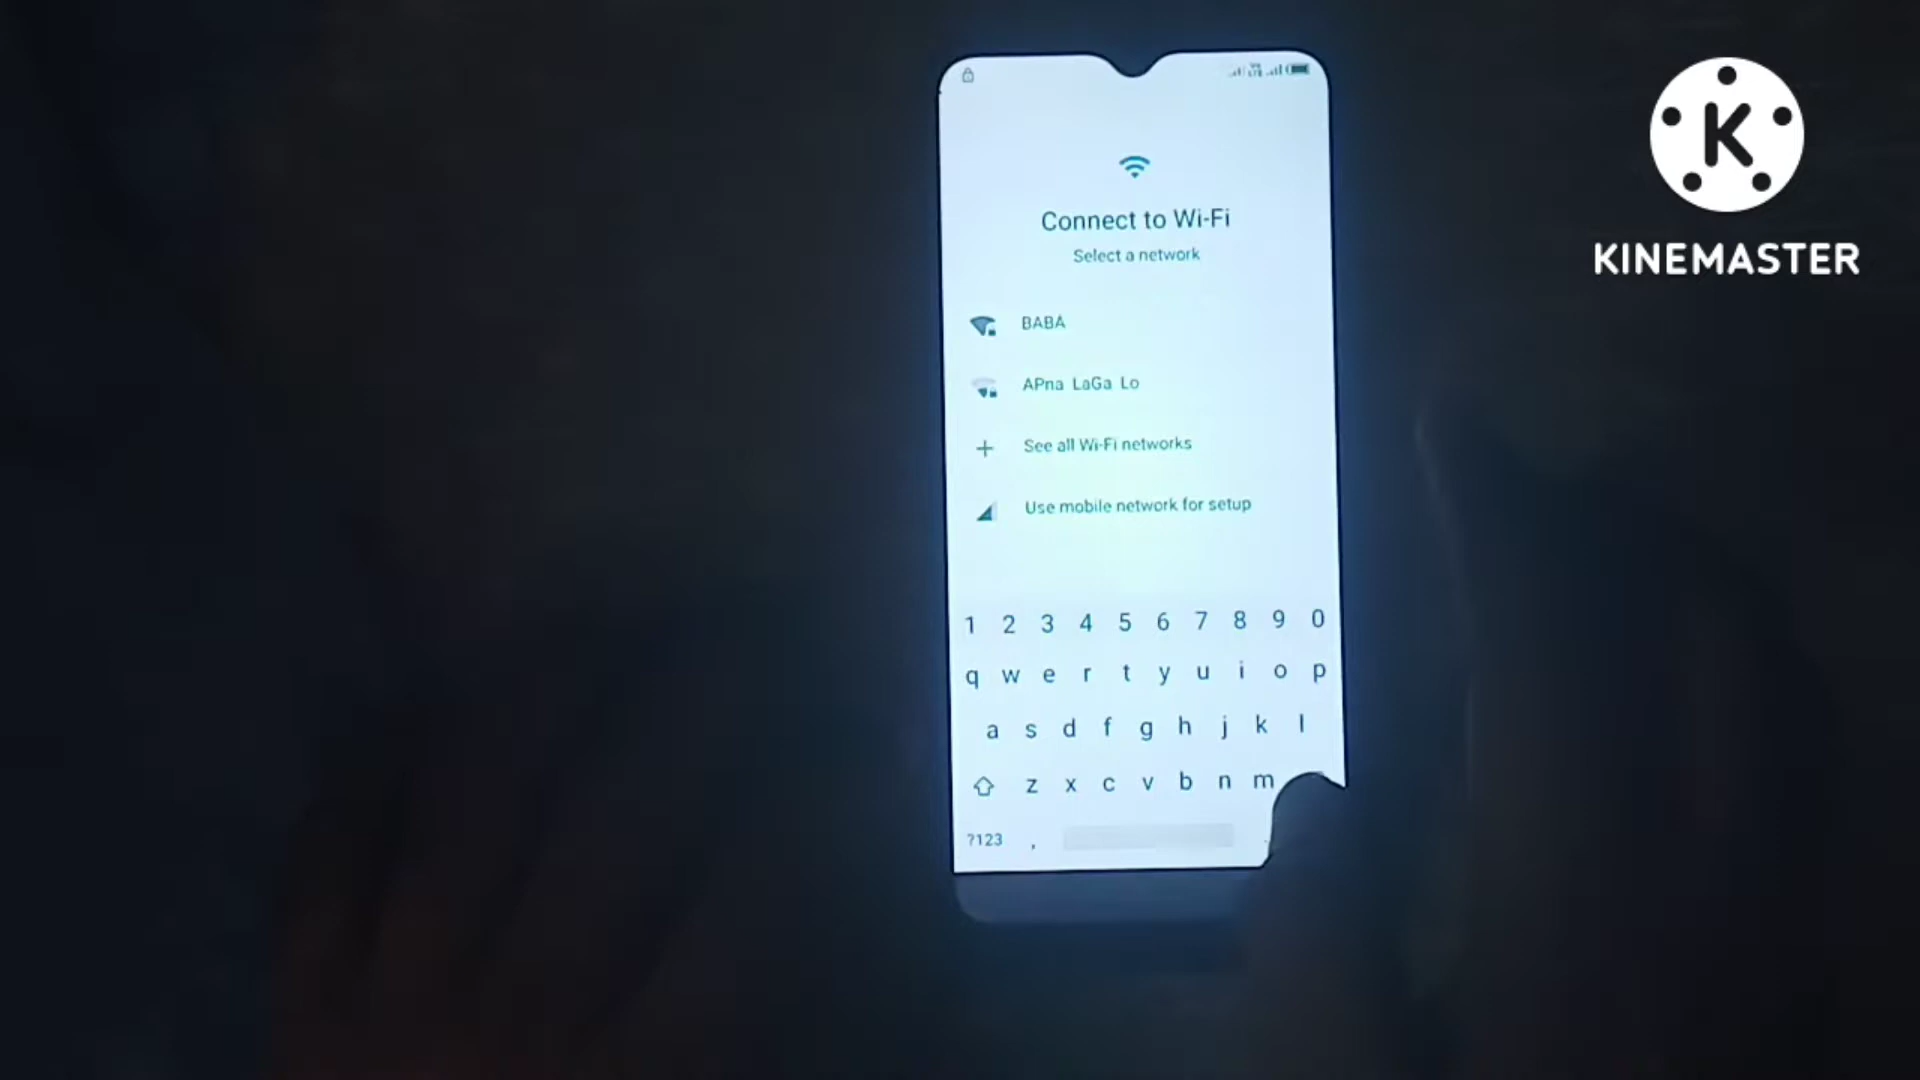 Connect to Wi-Fi
Select a network
BABA
APna LaGa Lo
See all Wi-Fi networks
Use mobile network for setup
1 2 3 4 5 6 7 8 9 0
q w e r t y u i o p
a s d f g h j k l
z x c v b n m
?123 ,
K
KINEMASTER